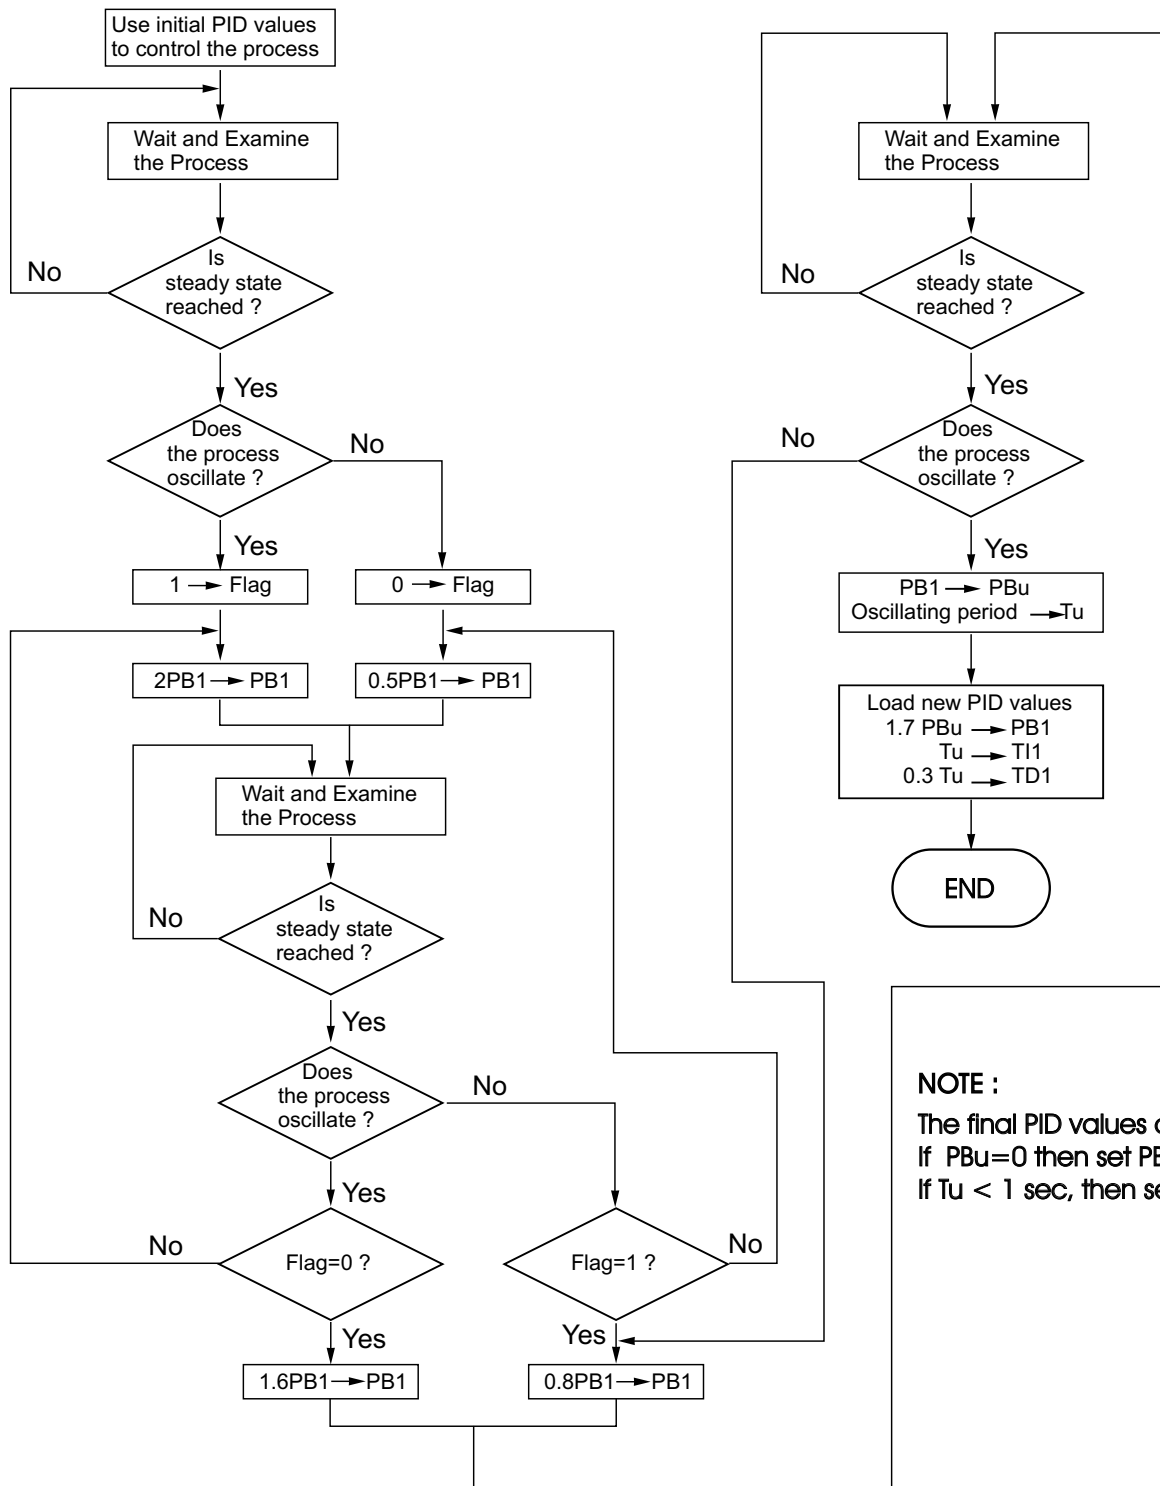 Use initial PID values
to control the process
Wait and Examine
the Process
Is
steady state
reached ?
No
Yes
Does
the process
oscillate ?
No
Yes
1 → Flag
0 → Flag
2PB1 → PB1
0.5PB1 → PB1
Wait and Examine
the Process
Is
steady state
reached ?
No
Yes
Does
the process
oscillate ?
No
Yes
Flag=0 ?
No
Yes
Flag=1 ?
No
Yes
1.6PB1 → PB1
0.8PB1 → PB1
Wait and Examine
the Process
Is
steady state
reached ?
No
Yes
Does
the process
oscillate ?
No
Yes
PB1 → PBu
Oscillating period → Tu
Load new PID values
1.7 PBu → PB1
Tu → TI1
0.3 Tu → TD1
END
NOTE :
The final PID values
If PBu=0 then set
If Tu < 1 sec, then